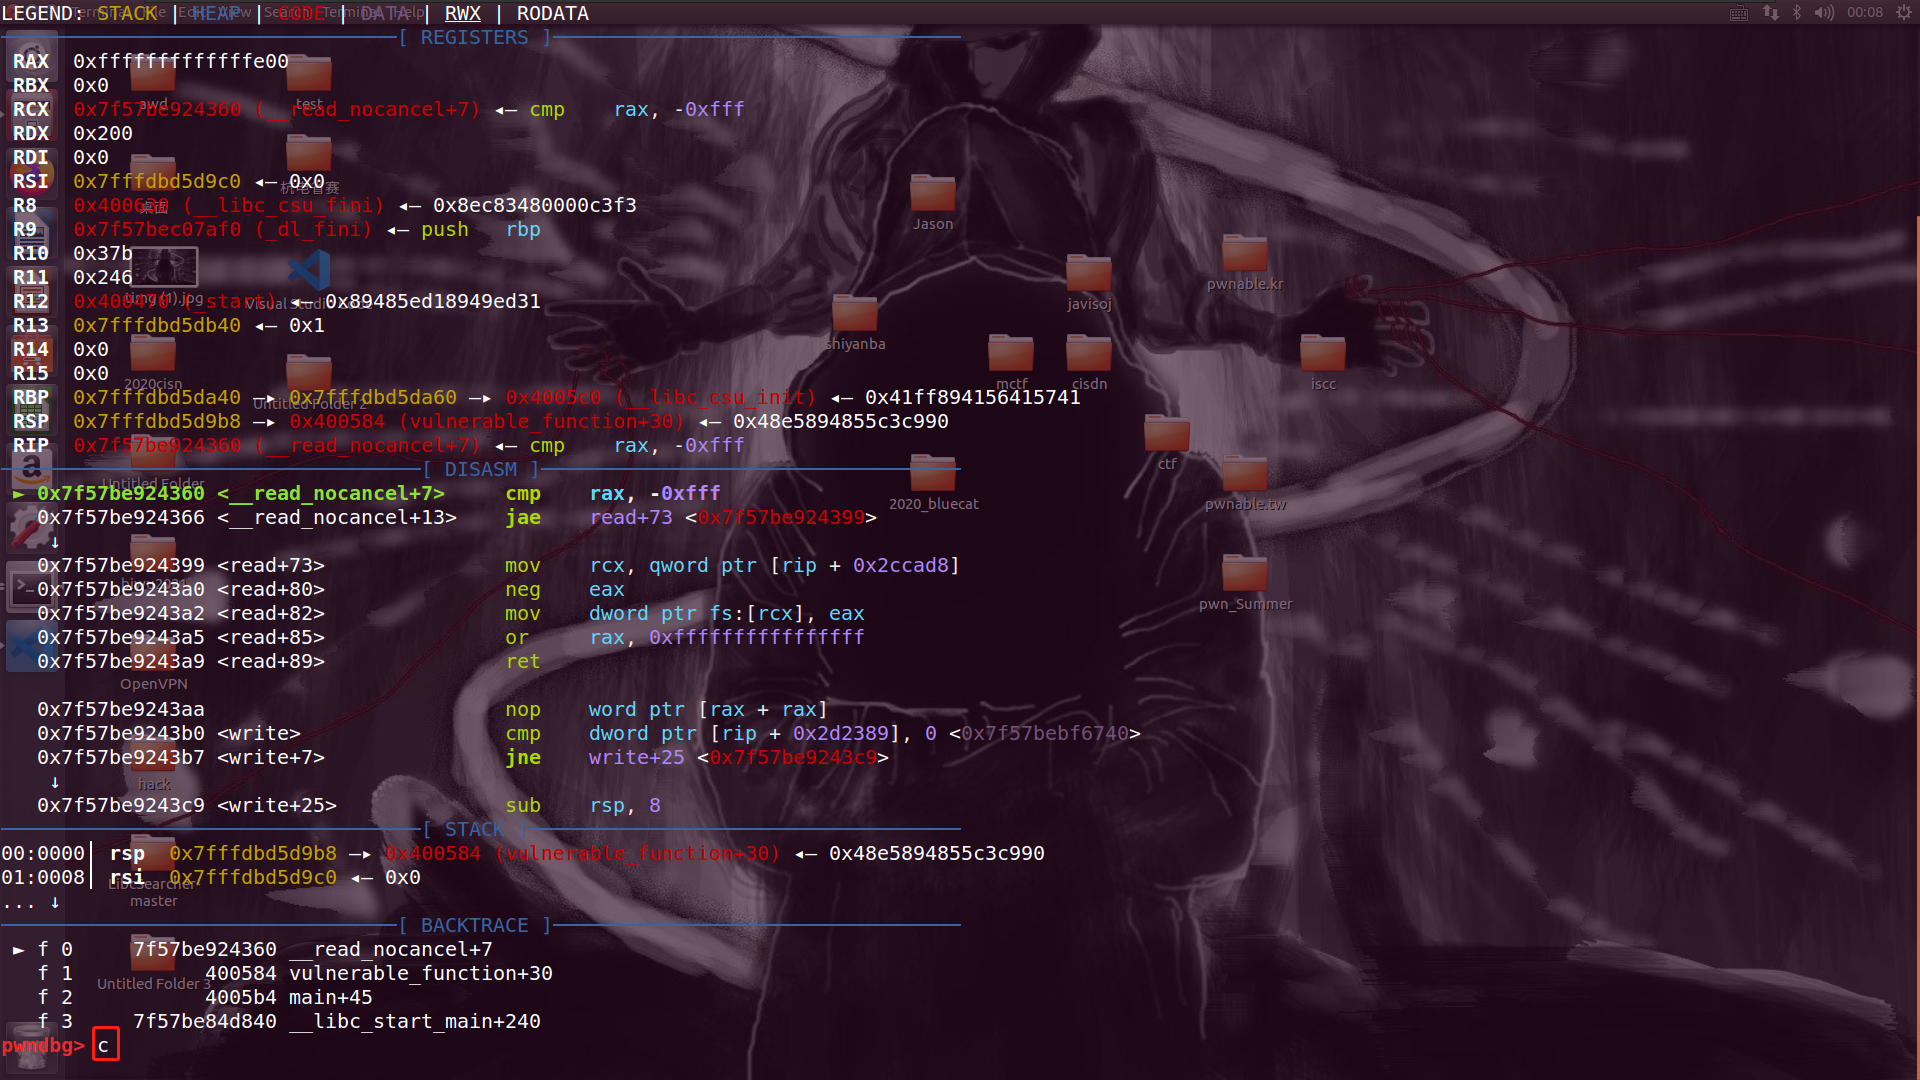 LEGEND: STACK | HEAP | CODE | DATA | RWX | RODATA
00:08
[ REGISTERS ]
RAX 0xfffffffffffffe00
RBX 0x0
RCX 0x7f57be924360 (__read_nocancel+7) ◂— cmp rax, -0xfff
RDX 0x200
RDI 0x0
RSI 0x7fffdbd5d9c0 ◂— 0x0
R8 0x400630 (__libc_csu_fini) ◂— 0x8ec83480000c3f3
R9 0x7f57bec07af0 (_dl_fini) ◂— push rbp
R10 0x37b
R11 0x246
R12 0x400470 (_start) ◂— 0x89485ed18949ed31
R13 0x7fffdbd5db40 ◂— 0x1
R14 0x0
R15 0x0
RBP 0x7fffdbd5da40 —▸ 0x7fffdbd5da60 —▸ 0x4005c0 (__libc_csu_init) ◂— 0x41ff894156415741
RSP 0x7fffdbd5d9b8 —▸ 0x400584 (vulnerable_function+30) ◂— 0x48e5894855c3c990
RIP 0x7f57be924360 (__read_nocancel+7) ◂— cmp rax, -0xfff
[ DISASM ]
► 0x7f57be924360 <__read_nocancel+7> cmp rax, -0xfff
0x7f57be924366 <__read_nocancel+13> jae read+73 <0x7f57be924399>
↓
0x7f57be924399 <read+73> mov rcx, qword ptr [rip + 0x2ccad8]
0x7f57be9243a0 <read+80> neg eax
0x7f57be9243a2 <read+82> mov dword ptr fs:[rcx], eax
0x7f57be9243a5 <read+85> or rax, 0xffffffffffffffff
0x7f57be9243a9 <read+89> ret
0x7f57be9243aa nop word ptr [rax + rax]
0x7f57be9243b0 <write> cmp dword ptr [rip + 0x2d2389], 0 <0x7f57bebf6740>
0x7f57be9243b7 <write+7> jne write+25 <0x7f57be9243c9>
↓
0x7f57be9243c9 <write+25> sub rsp, 8
[ STACK ]
00:0000│ rsp 0x7fffdbd5d9b8 —▸ 0x400584 (vulnerable_function+30) ◂— 0x48e5894855c3c990
01:0008│ rsi 0x7fffdbd5d9c0 ◂— 0x0
... ↓
[ BACKTRACE ]
► f 0 7f57be924360 __read_nocancel+7
f 1 400584 vulnerable_function+30
f 2 4005b4 main+45
f 3 7f57be84d840 __libc_start_main+240
pwndbg> c
awd
test
桌面
timg (1).jpg
2020cisn
Untitled Folder 2
Untitled Folder
OpenVPN
hack
LibcSearcher-master
Untitled Folder 3
Jason
shiyanba
javisoj
pwnable.kr
mctf
cisdn
iscc
ctf
2020_bluecat
pwnable.tw
pwn_Summer